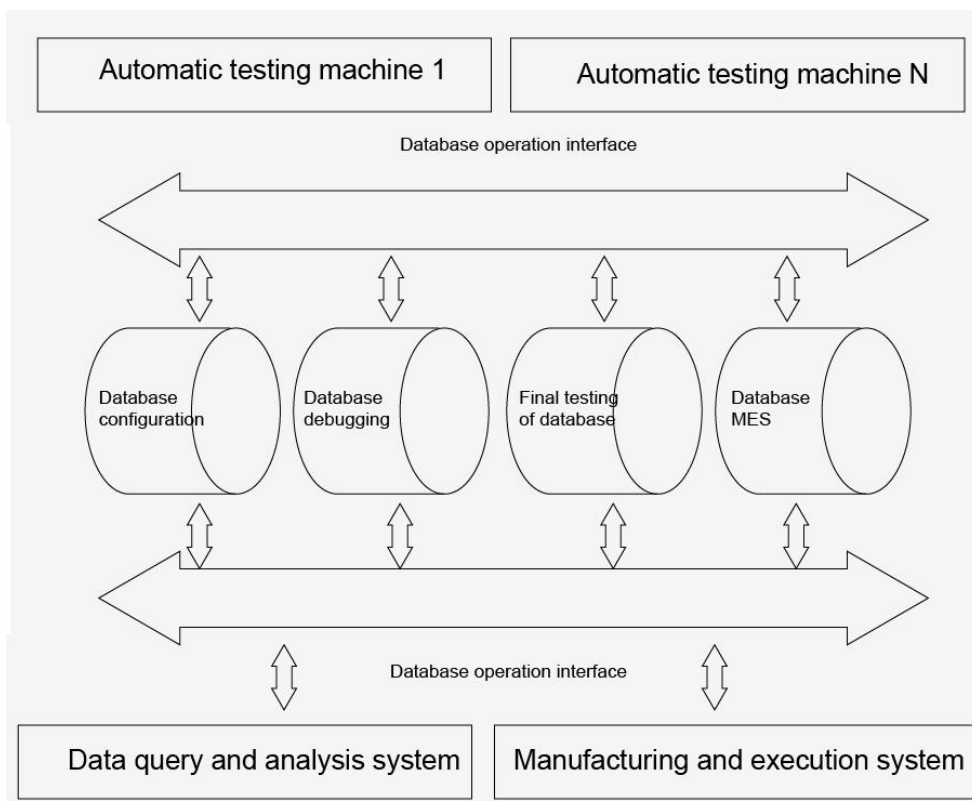 Automatic testing machine 1
Automatic testing machine N
Database operation interface
Database
configuration
Database
debugging
Final testing
of database
Database
MES
Database operation interface
Data query and analysis system
Manufacturing and execution system